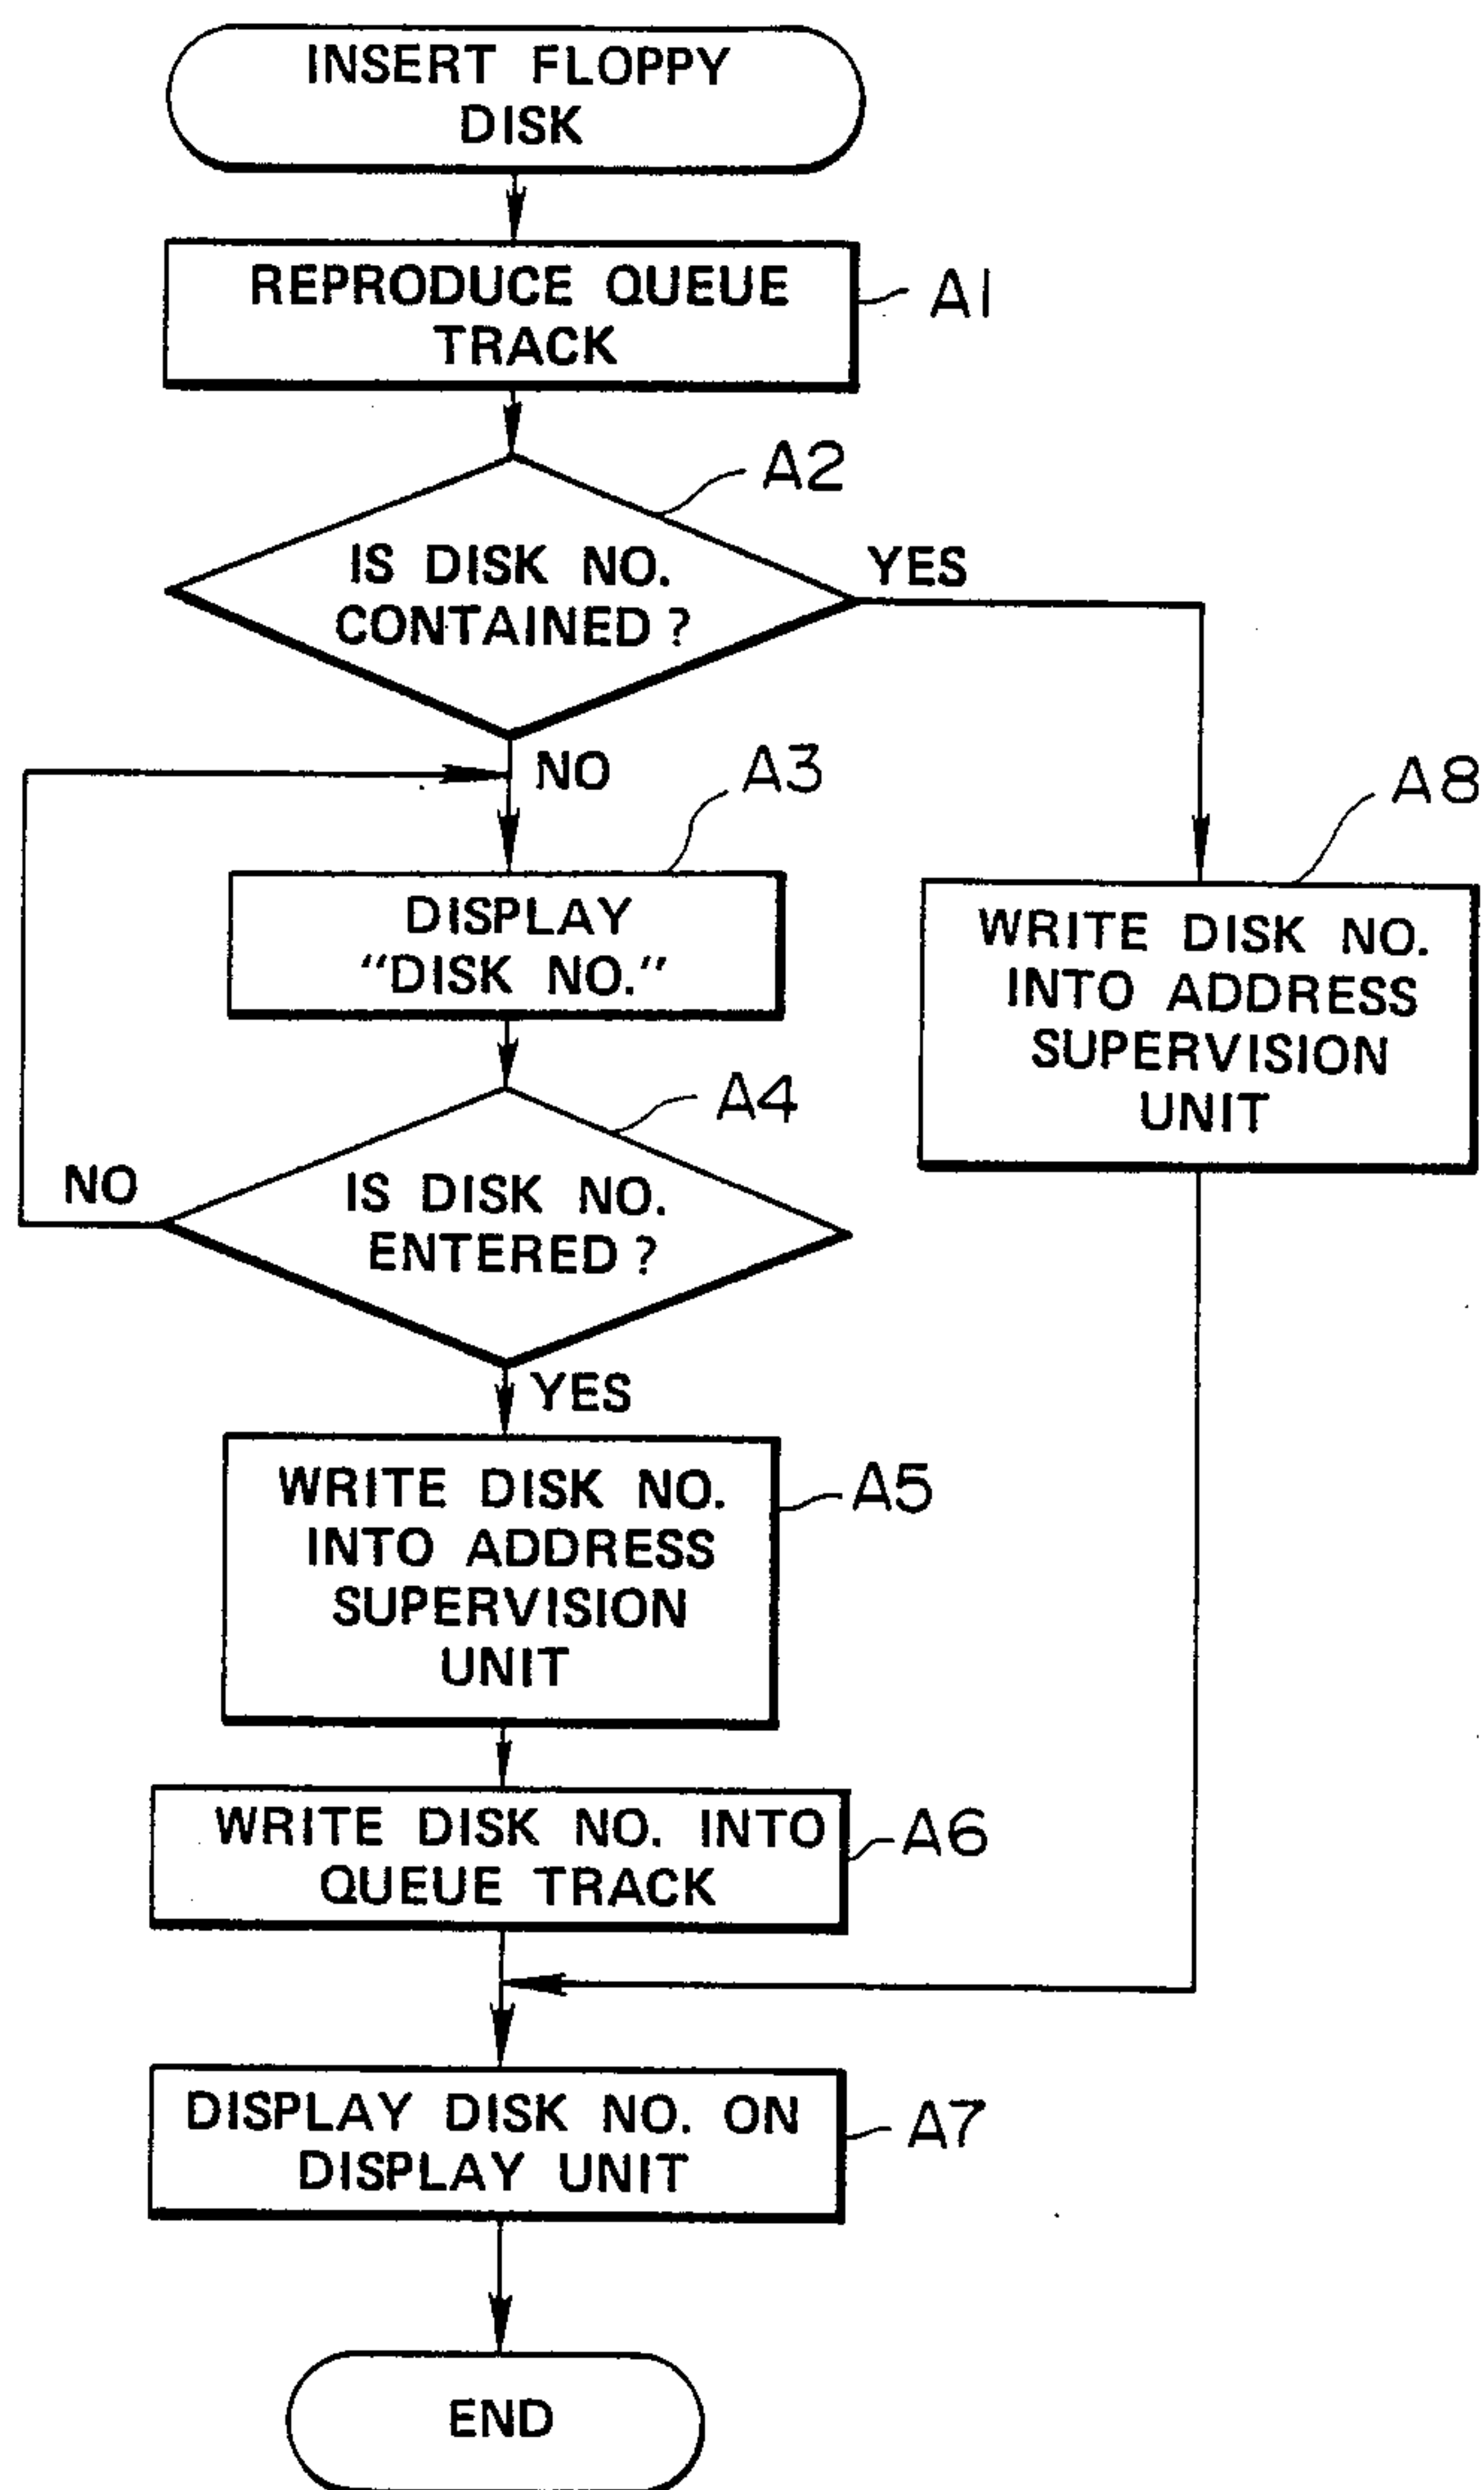 INSERT FLOPPY
DISK
REPRODUCE QUEUE
TRACK
A1
A2
IS DISK NO.
CONTAINED?
YES
NO
A3
A8
DISPLAY
"DISK NO."
WRITE DISK NO.
INTO ADDRESS
SUPERVISION
UNIT
A4
NO
IS DISK NO.
ENTERED?
YES
WRITE DISK NO.
INTO ADDRESS
SUPERVISION
UNIT
A5
WRITE DISK NO. INTO
QUEUE TRACK
A6
DISPLAY DISK NO. ON
DISPLAY UNIT
A7
END